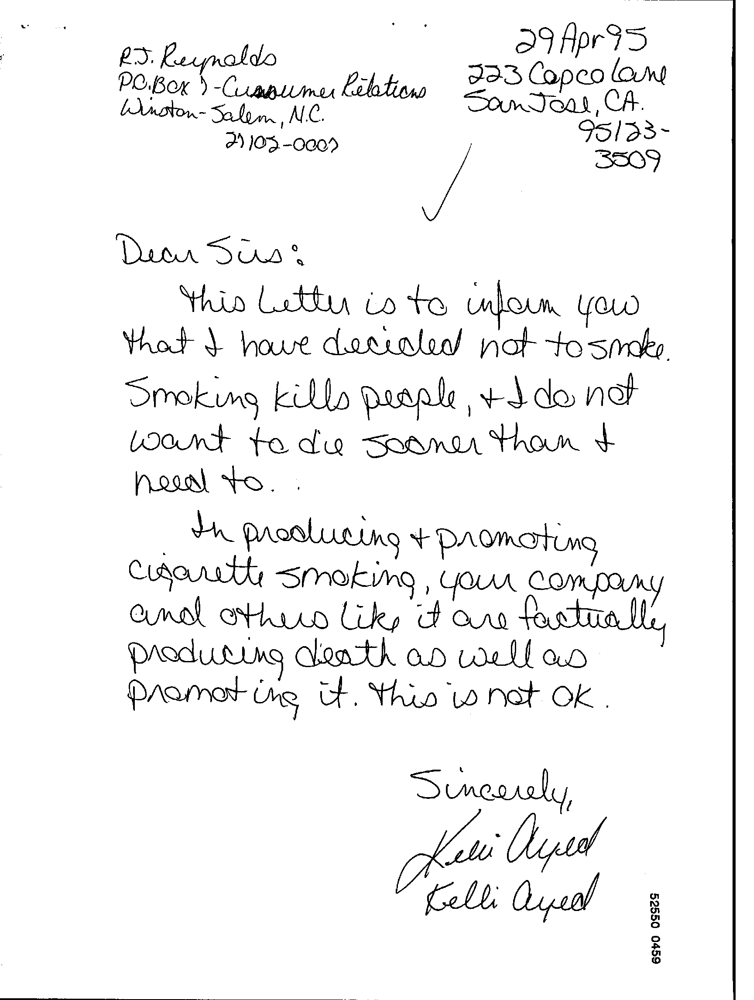 29 Apr 95
R.J. Reynolds
P.O. Box 7 - Consumer Relations
Winston-Salem, N.C.
27102-0007
223 Capco Lane
San Jose, CA.
95123-
3509
Dear Sirs:
This letter is to inform you
that I have decided not to smoke.
Smoking kills people, + I do not
want to die sooner than I
need to.
In producing + promoting
cigarette smoking, your company
and others like it are factually
producing death as well as
promoting it. This is not OK.
Sincerely,
Kelli Ayed
Kelli Ayed
52550 0459